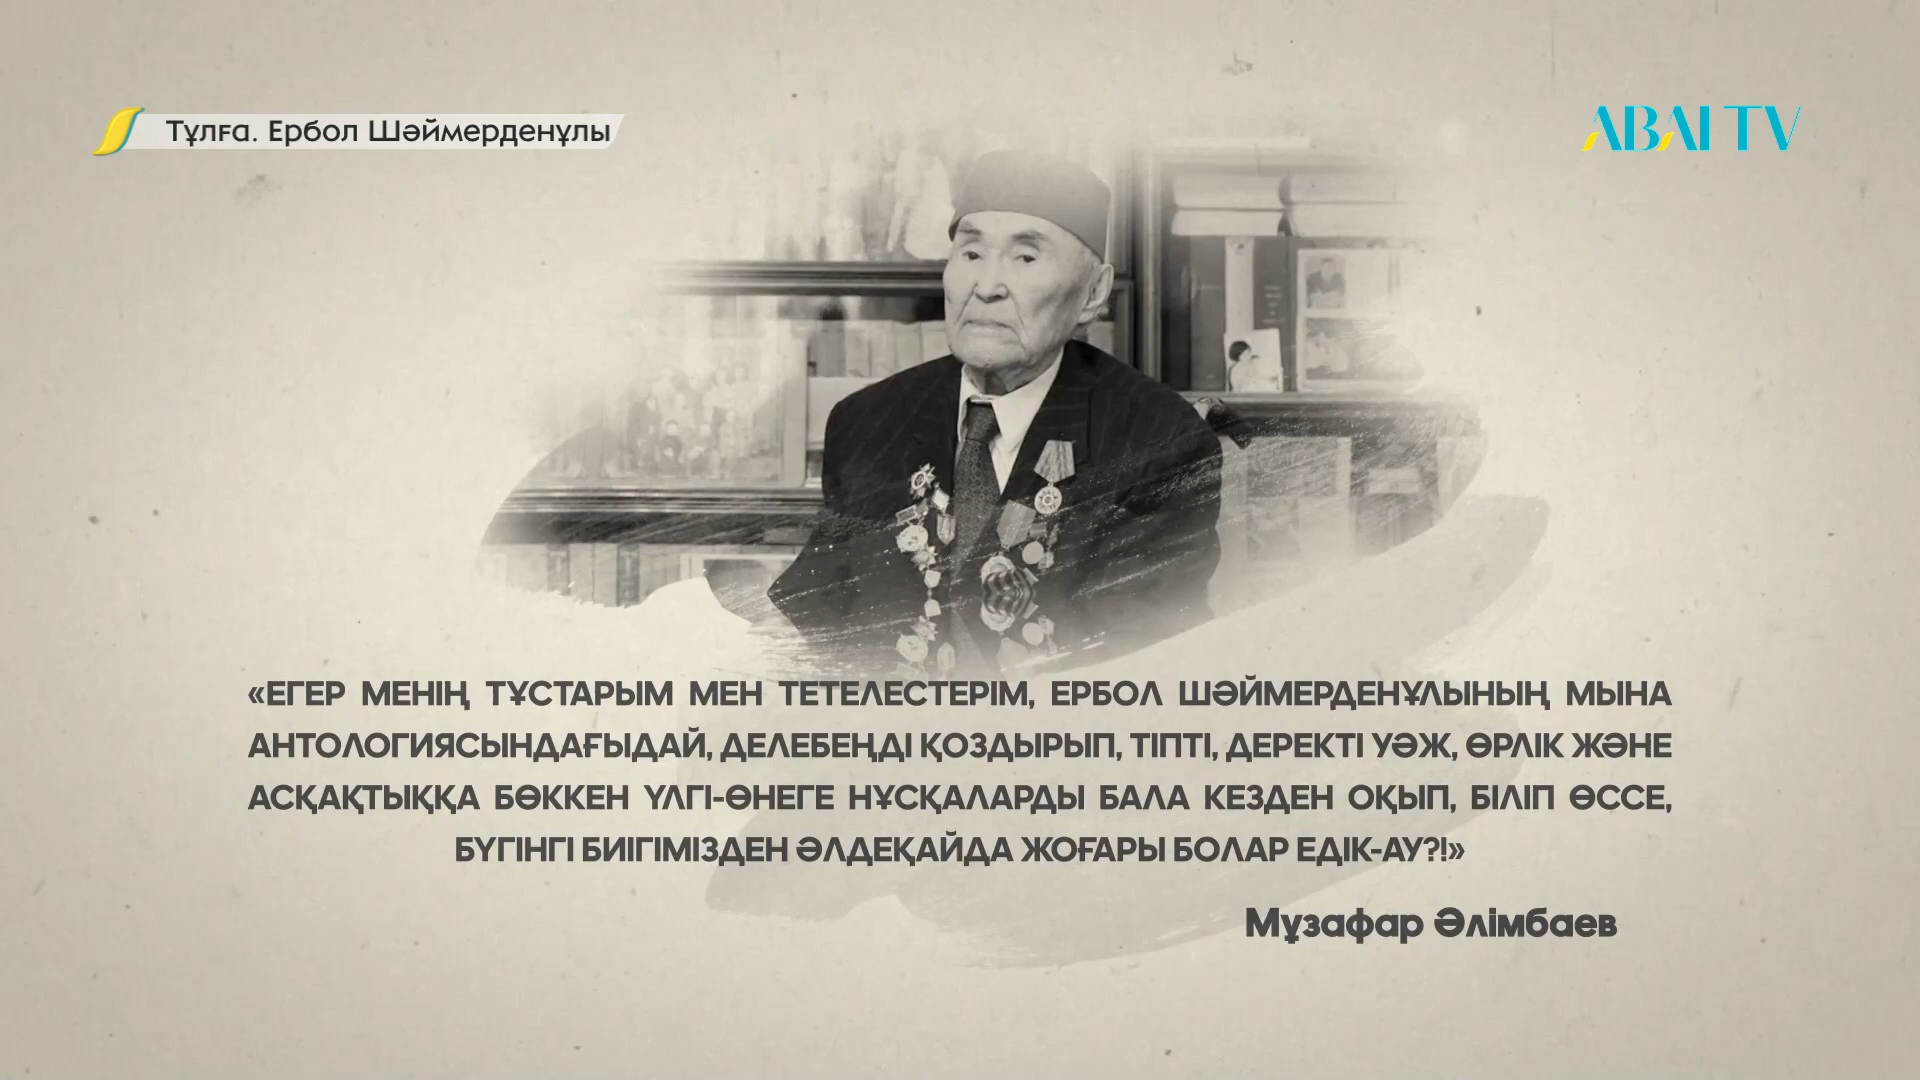 Тұлға. Ербол Шәймерденұлы
ABAI TV
«ЕГЕР МЕНІҢ ТҰСТАРЫМ МЕН ТЕТЕЛЕСТЕРІМ, ЕРБОЛ ШӘЙМЕРДЕНҰЛЫНЫҢ МЫНА
АНТОЛОГИЯСЫНДАҒЫДАЙ, ДЕЛЕБЕҢДІ ҚОЗДЫРЫП, ТІПТІ, ДЕРЕКТІ УӘЖ, ӨРЛІК ЖӘНЕ
АСҚАҚТЫҚҚА БӨККЕН ҮЛГІ-ӨНЕГЕ НҰСҚАЛАРДЫ БАЛА КЕЗДЕН ОҚЫП, БІЛІП ӨССЕ,
БҮГІНГІ БИІГІМІЗДЕН ӘЛДЕҚАЙДА ЖОҒАРЫ БОЛАР ЕДІК-АУ?!»
Мұзафар Әлімбаев